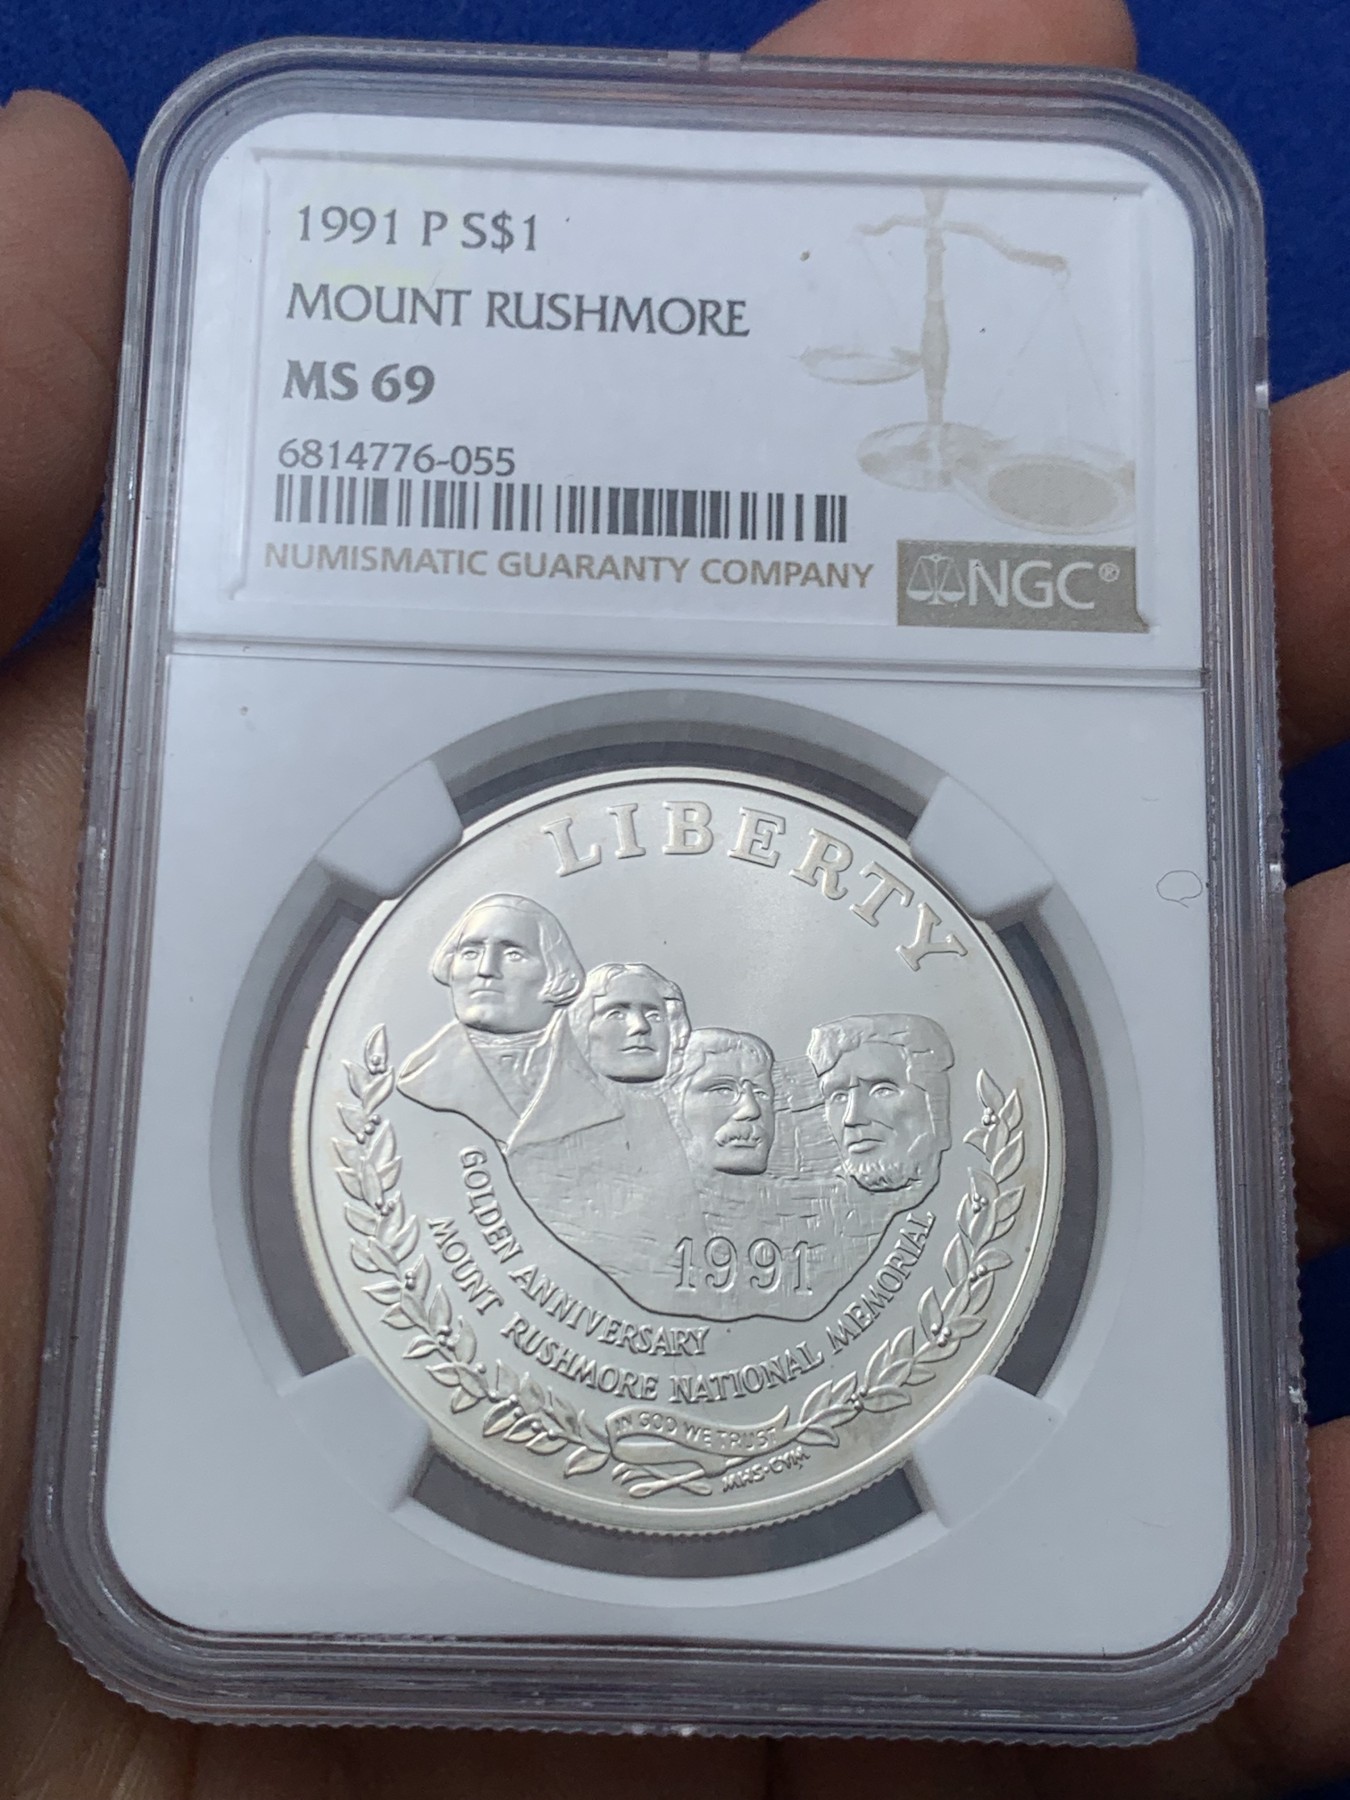 1991 P S$1
MOUNT RUSHMORE
MS 69
6814776-055
NUMISMATIC GUARANTY COMPANY
NGC®
LIBERTY
1991
GOLDEN ANNIVERSARY
MOUNT RUSHMORE NATIONAL MEMORIAL
IN GOD WE TRUST